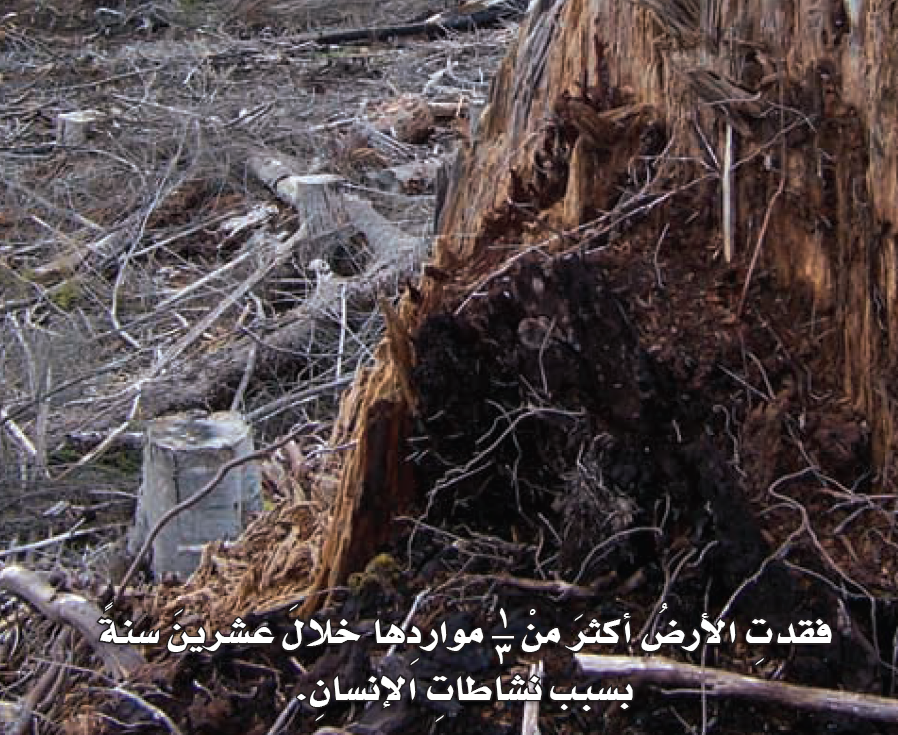 فقدتِ الأرضُ أكثرَ منْ ١/٣ مواردِها خلالَ عشرينَ سنةً
بسببِ نشاطاتِ الإنسانِ.